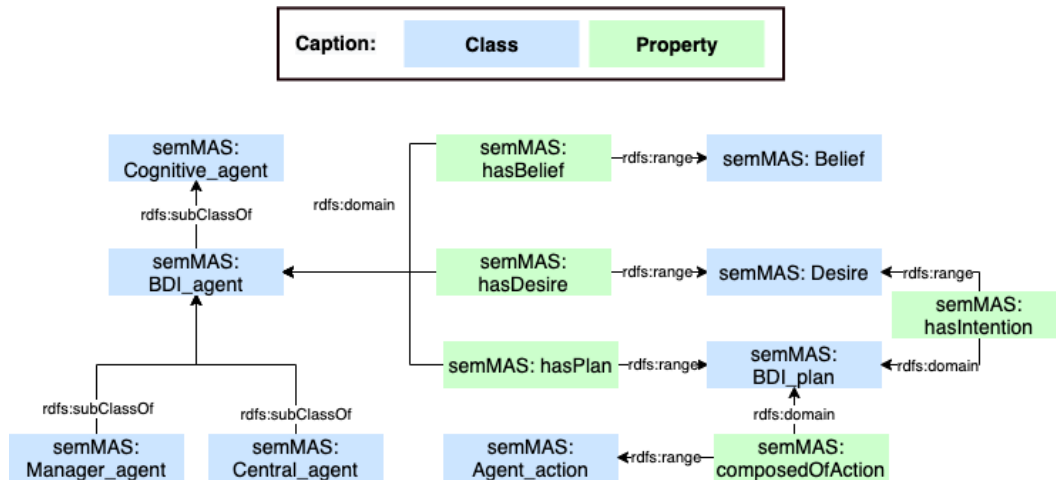 Caption:
Class
Property
semMAS:
Cognitive_agent
semMAS:
hasBelief
rdfs:range
semMAS: Belief
rdfs:domain
rdfs:subClassOf
semMAS:
BDI_agent
semMAS:
hasDesire
rdfs:range
semMAS: Desire
rdfs:range
semMAS:
hasIntention
semMAS: hasPlan
rdfs:range
semMAS:
BDI_plan
rdfs:domain
rdfs:subClassOf
rdfs:subClassOf
rdfs:domain
semMAS:
Manager_agent
semMAS:
Central_agent
semMAS:
Agent_action
rdfs:range
semMAS:
composedOfAction